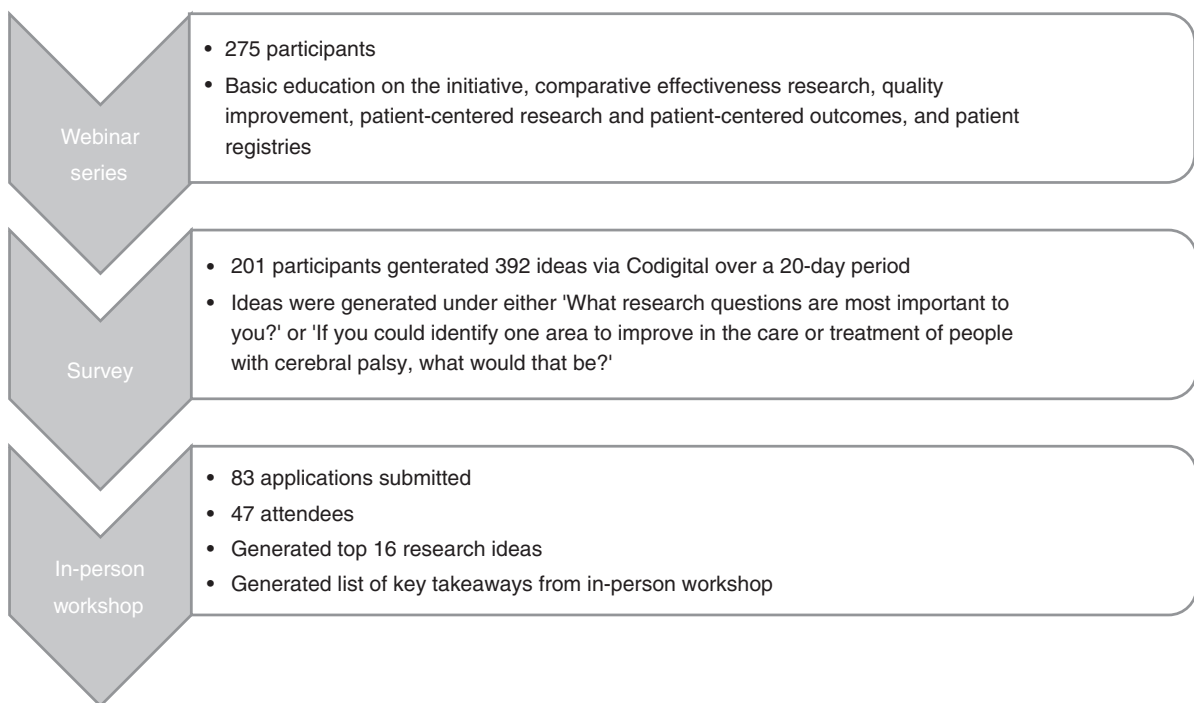 Webinar
series
• 275 participants
• Basic education on the initiative, comparative effectiveness research, quality
improvement, patient-centered research and patient-centered outcomes, and patient
registries
Survey
• 201 participants genterated 392 ideas via Codigital over a 20-day period
• Ideas were generated under either 'What research questions are most important to
you?' or 'If you could identify one area to improve in the care or treatment of people
with cerebral palsy, what would that be?'
In-person
workshop
• 83 applications submitted
• 47 attendees
• Generated top 16 research ideas
• Generated list of key takeaways from in-person workshop